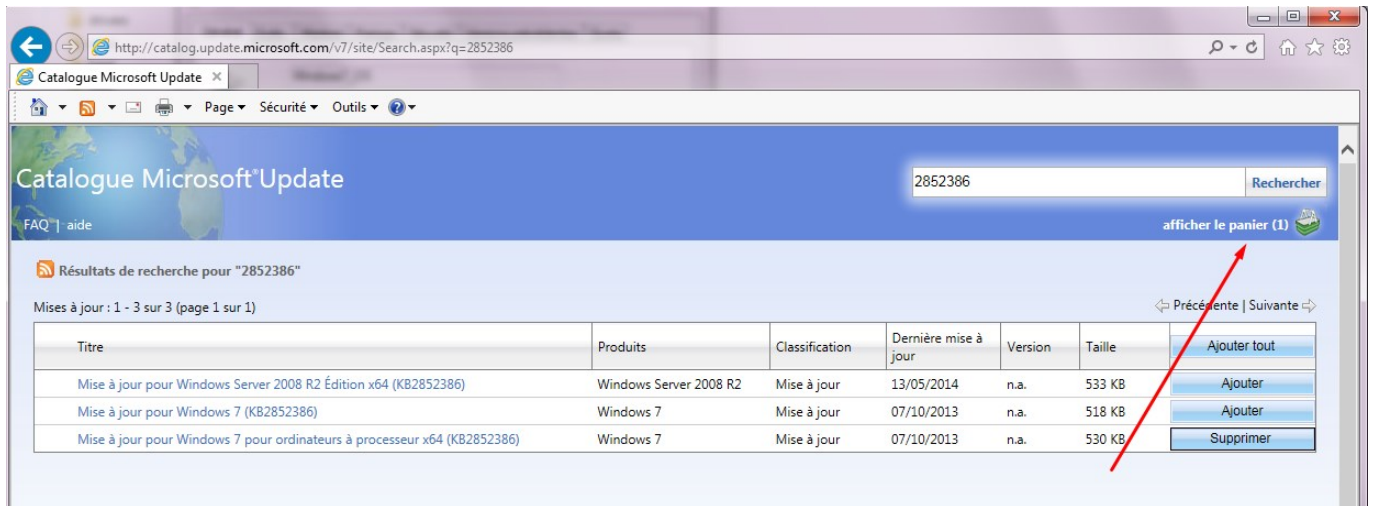 http://catalog.update.microsoft.com/v7/site/Search.aspx?q=2852386
Catalogue Microsoft Update
Page Sécurité Outils
Catalogue Microsoft®Update
2852386 Rechercher
FAQ | aide
afficher le panier (1)
Résultats de recherche pour "2852386"
Mises à jour : 1 - 3 sur 3 (page 1 sur 1)
Précédente | Suivante
Titre Produits Classification Dernière mise à jour Version Taille Ajouter tout
Mise à jour pour Windows Server 2008 R2 Édition x64 (KB2852386) Windows Server 2008 R2 Mise à jour 13/05/2014 n.a. 533 KB Ajouter
Mise à jour pour Windows 7 (KB2852386) Windows 7 Mise à jour 07/10/2013 n.a. 518 KB Ajouter
Mise à jour pour Windows 7 pour ordinateurs à processeur x64 (KB2852386) Windows 7 Mise à jour 07/10/2013 n.a. 530 KB Supprimer